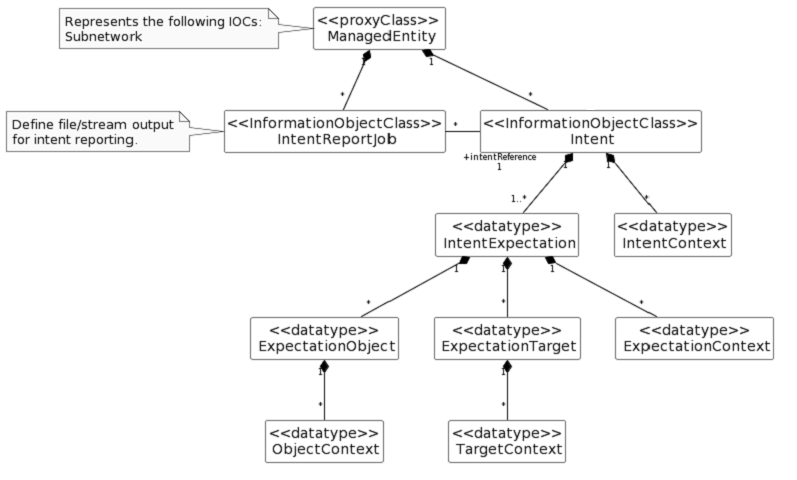 Represents the following IOCs:
Subnetwork
<<proxyClass>>
ManagedEntity
1
1
*
*
Define file/stream output
for intent reporting.
<<InformationObjectClass>>
IntentReportJob
*
<<InformationObjectClass>>
Intent
+intentReference
1
1
1
1..*
*
<<datatype>>
IntentExpectation
<<datatype>>
IntentContext
1
1
1
*
*
*
<<datatype>>
ExpectationObject
<<datatype>>
ExpectationTarget
<<datatype>>
ExpectationContext
1
1
*
*
<<datatype>>
ObjectContext
<<datatype>>
TargetContext